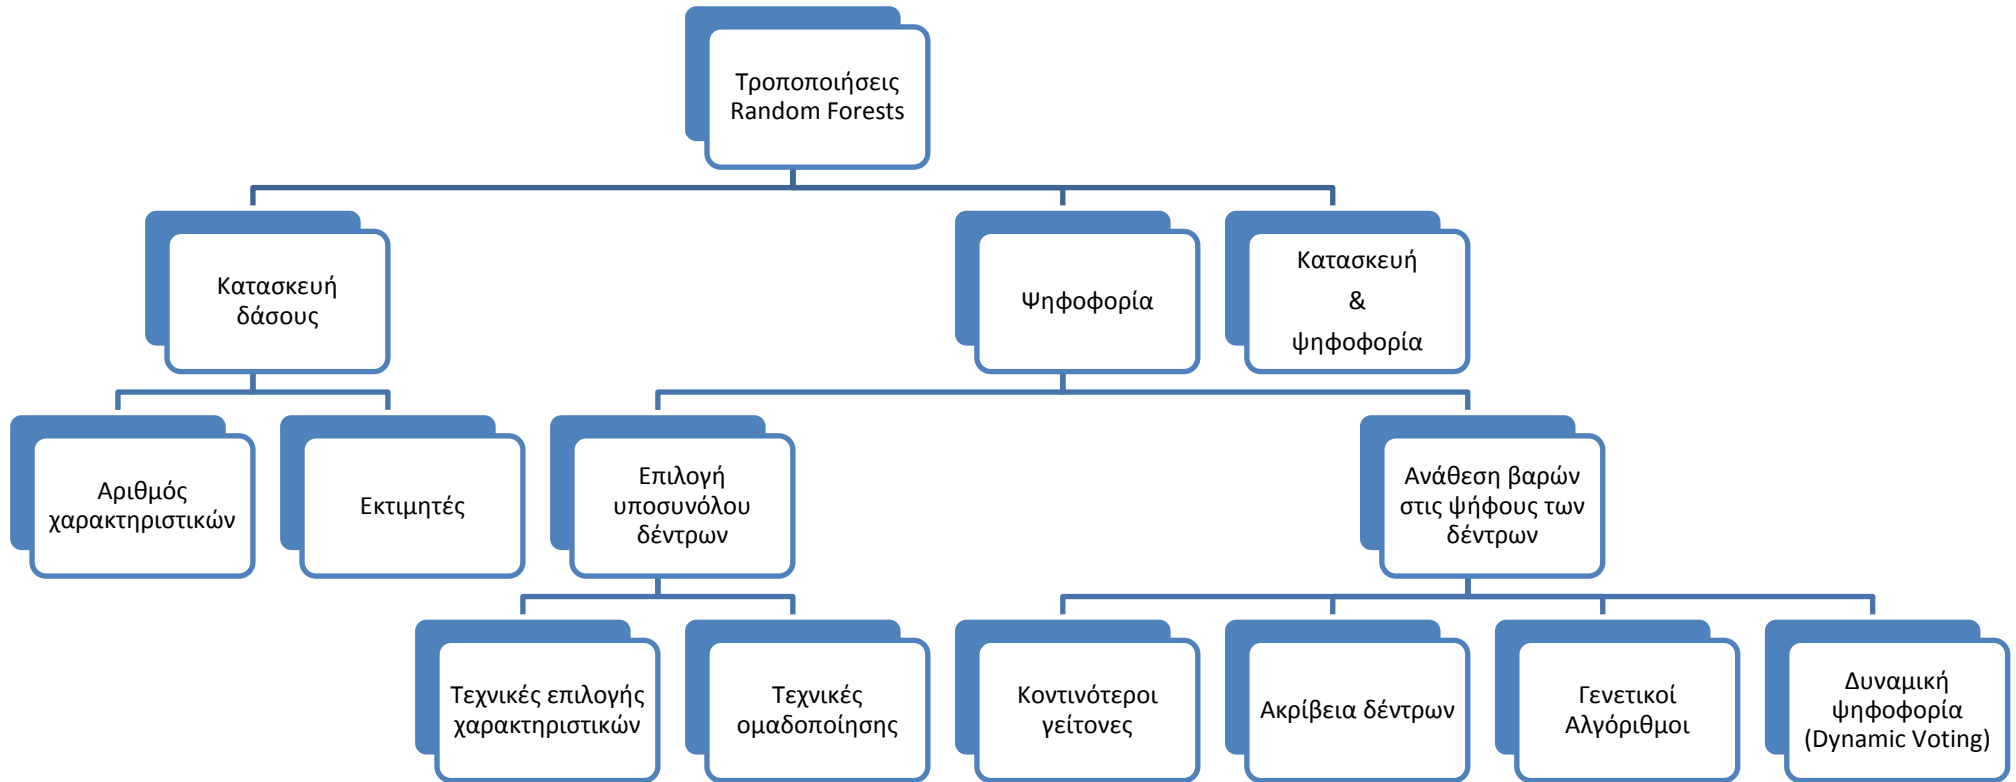 Τροποποιήσεις
Random Forests
Κατασκευή
δάσους
Ψηφοφορία
Κατασκευή
&
ψηφοφορία
Αριθμός
χαρακτηριστικών
Εκτιμητές
Επιλογή
υποσυνόλου
δέντρων
Ανάθεση βαρών
στις ψήφους των
δέντρων
Τεχνικές επιλογής
χαρακτηριστικών
Τεχνικές
ομαδοποίησης
Κοντινότεροι
γείτονες
Ακρίβεια δέντρων
Γενετικοί
Αλγόριθμοι
Δυναμική
ψηφοφορία
(Dynamic Voting)